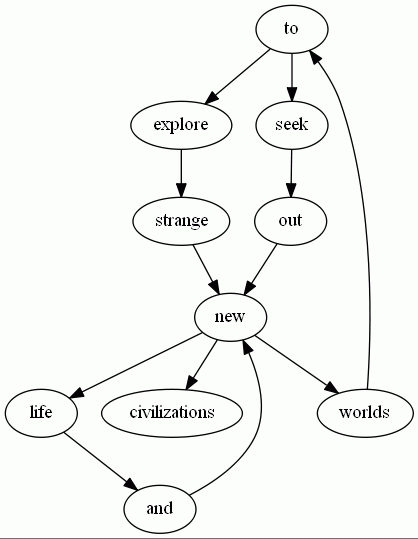 to
explore
seek
strange
out
new
life
civilizations
worlds
and